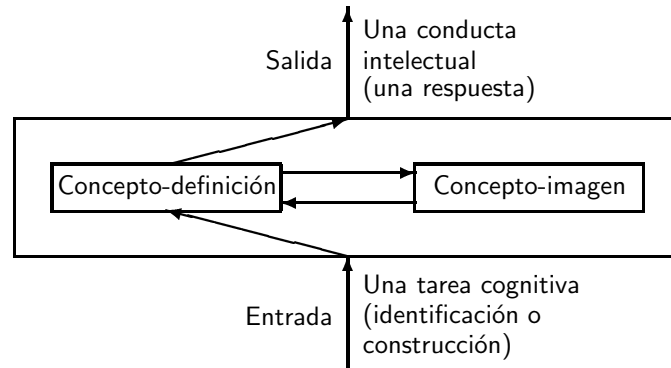 Una conducta
intelectual
(una respuesta)
Salida
Concepto-definición
Concepto-imagen
Entrada
Una tarea cognitiva
(identificación o
construcción)